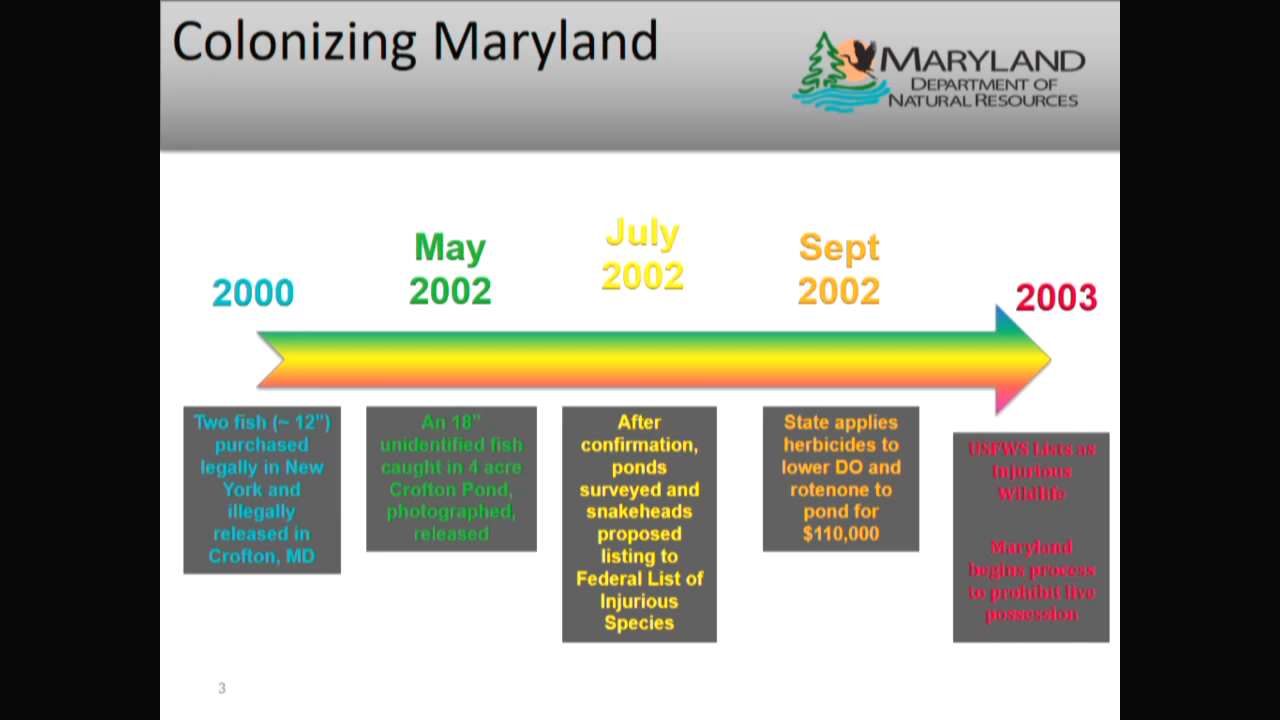 Colonizing Maryland
MARYLAND
DEPARTMENT OF
NATURAL RESOURCES
2000
May
2002
July
2002
Sept
2002
2003
Two fish (~ 12”)
purchased
legally in New
York and
illegally
released in
Crofton, MD
An 18”
unidentified fish
caught in 4 acre
Crofton Pond,
photographed,
released
After
confirmation,
ponds
surveyed and
snakeheads
proposed
listing to
Federal List of
Injurious
Species
State applies
herbicides to
lower DO and
rotenone to
pond for
$110,000
USFWS Lists as
Injurious
Wildlife
Maryland
begins process
to prohibit live
possession
3